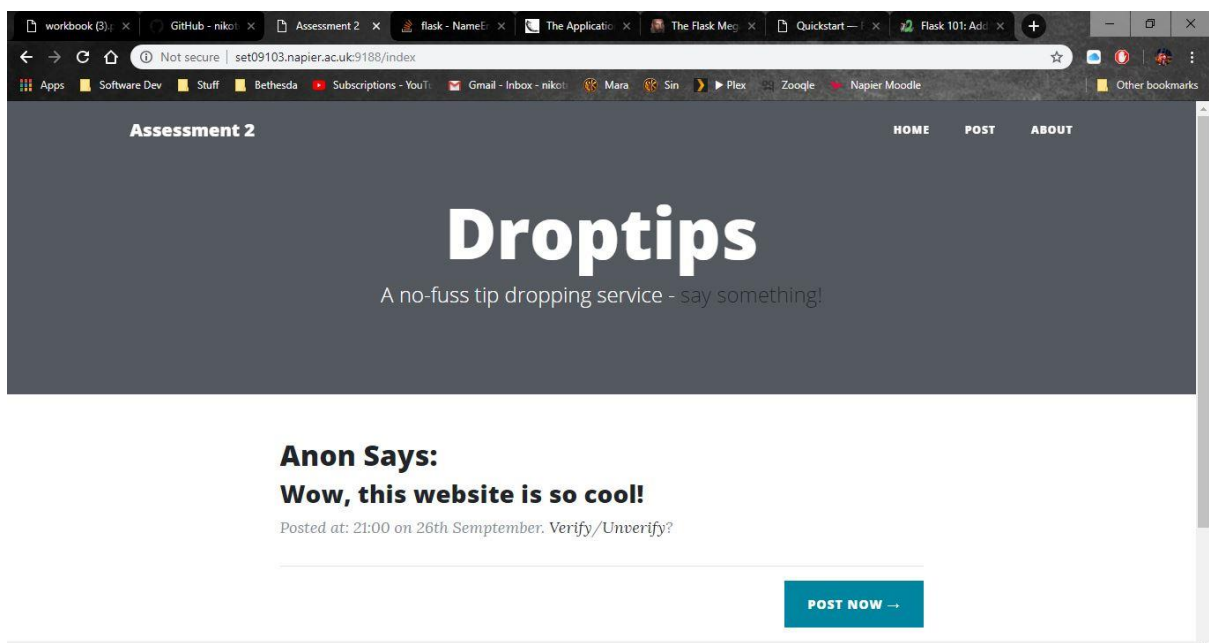 workbook (3).
GitHub - nikot
Assessment 2
flask - NameEr
The Applicatio
The Flask Meg
Quickstart —
Flask 101: Add
Not secure | set09103.napier.ac.uk:9188/index
Apps Software Dev Stuff Bethesda Subscriptions - YouTu Gmail - Inbox - nikot Mara Sin Plex Zooqle Napier Moodle Other bookmarks
Assessment 2 HOME POST ABOUT
Droptips
A no-fuss tip dropping service - say something!
Anon Says:
Wow, this website is so cool!
Posted at: 21:00 on 26th Semptember. Verify/Unverify?
POST NOW →